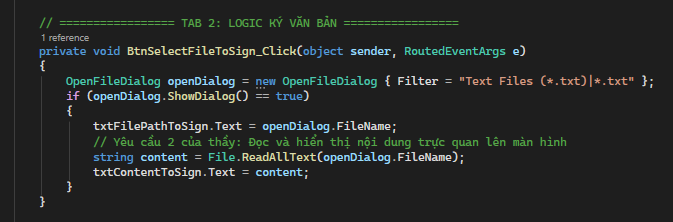 // ================= TAB 2: LOGIC KÝ VĂN BẢN =================
1 reference
private void BtnSelectFileToSign_Click(object sender, RoutedEventArgs e)
{
OpenFileDialog openDialog = new OpenFileDialog { Filter = "Text Files (*.txt)|*.txt" };
if (openDialog.ShowDialog() == true)
{
txtFilePathToSign.Text = openDialog.FileName;
// Yêu cầu 2 của thầy: Đọc và hiển thị nội dung trực quan lên màn hình
string content = File.ReadAllText(openDialog.FileName);
txtContentToSign.Text = content;
}
}